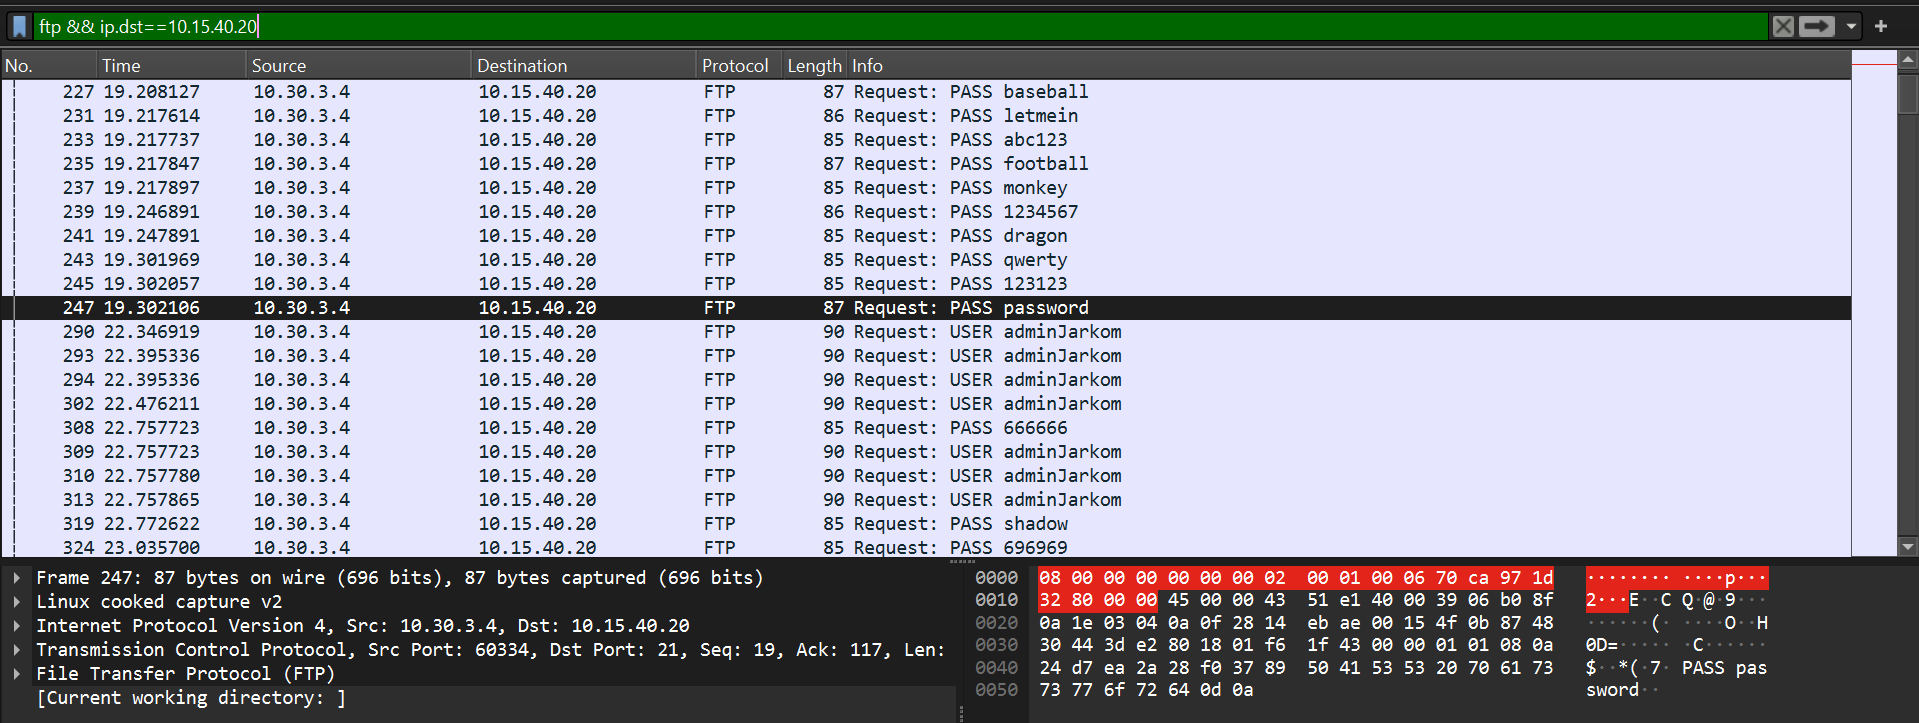 ftp && ip.dst==10.15.40.20
No. Time Source Destination Protocol Length Info
227 19.208127 10.30.3.4 10.15.40.20 FTP 87 Request: PASS baseball
231 19.217614 10.30.3.4 10.15.40.20 FTP 86 Request: PASS letmein
233 19.217737 10.30.3.4 10.15.40.20 FTP 85 Request: PASS abc123
235 19.217847 10.30.3.4 10.15.40.20 FTP 87 Request: PASS football
237 19.217897 10.30.3.4 10.15.40.20 FTP 85 Request: PASS monkey
239 19.246891 10.30.3.4 10.15.40.20 FTP 86 Request: PASS 1234567
241 19.247891 10.30.3.4 10.15.40.20 FTP 85 Request: PASS dragon
243 19.301969 10.30.3.4 10.15.40.20 FTP 85 Request: PASS qwerty
245 19.302057 10.30.3.4 10.15.40.20 FTP 85 Request: PASS 123123
247 19.302106 10.30.3.4 10.15.40.20 FTP 87 Request: PASS password
290 22.346919 10.30.3.4 10.15.40.20 FTP 90 Request: USER adminJarkom
293 22.395336 10.30.3.4 10.15.40.20 FTP 90 Request: USER adminJarkom
294 22.395336 10.30.3.4 10.15.40.20 FTP 90 Request: USER adminJarkom
302 22.476211 10.30.3.4 10.15.40.20 FTP 90 Request: USER adminJarkom
308 22.757723 10.30.3.4 10.15.40.20 FTP 85 Request: PASS 666666
309 22.757723 10.30.3.4 10.15.40.20 FTP 90 Request: USER adminJarkom
310 22.757780 10.30.3.4 10.15.40.20 FTP 90 Request: USER adminJarkom
313 22.757865 10.30.3.4 10.15.40.20 FTP 90 Request: USER adminJarkom
319 22.772622 10.30.3.4 10.15.40.20 FTP 85 Request: PASS shadow
324 23.035700 10.30.3.4 10.15.40.20 FTP 85 Request: PASS 696969
Frame 247: 87 bytes on wire (696 bits), 87 bytes captured (696 bits)
Linux cooked capture v2
Internet Protocol Version 4, Src: 10.30.3.4, Dst: 10.15.40.20
Transmission Control Protocol, Src Port: 60334, Dst Port: 21, Seq: 19, Ack: 117, Len:
File Transfer Protocol (FTP)
[Current working directory: ]
0000 08 00 00 00 00 00 00 02 00 01 00 06 70 ca 97 1d ········ ····p···
0010 32 80 00 00 45 00 00 43 51 e1 40 00 39 06 b0 8f 2···E··C Q·@·9···
0020 0a 1e 03 04 0a 0f 28 14 eb ae 00 15 4f 0b 87 48 ······(· ····O··H
0030 30 44 3d e2 80 18 01 f6 1f 43 00 00 01 01 08 0a 0D=····· ·C······
0040 24 d7 ea 2a 28 f0 37 89 50 41 53 53 20 70 61 73 $··*(·7· PASS pas
0050 73 77 6f 72 64 0d 0a sword··